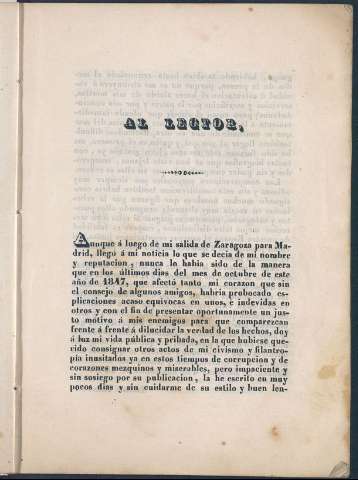 AL LECTOR,
Aunque á luego de mi salida de Zaragoza para Ma-
drid, llegó á mi noticia lo que se decia de mi nombre
y reputacion; nunca lo habia sido de la manera
que en los últimos dias del mes de octubre de este
año de 1847, que afectó tanto mi corazon que sin
el consejo de algunos amigos, habria probocado es-
plicaciones acaso equivocas en unos, e indevidas en
otros y con el fin de presentar oportunamente un jus-
to motivo á mis enemigos para que comparezcan
frente á frente á dilucidar la verdad de los hechos, doy
á luz mi vida pública y pribada, en la que hubiese que-
rido consignar otros actos de mi civismo y filantro-
pia inusitados ya en estos tiempos de corrupcion y de
corazones mezquinos y miserables, pero impaciente y
sin sosiego por su publicacion, la he escrito en muy
pocos dias y sin cuidarme de su estilo y buen len-